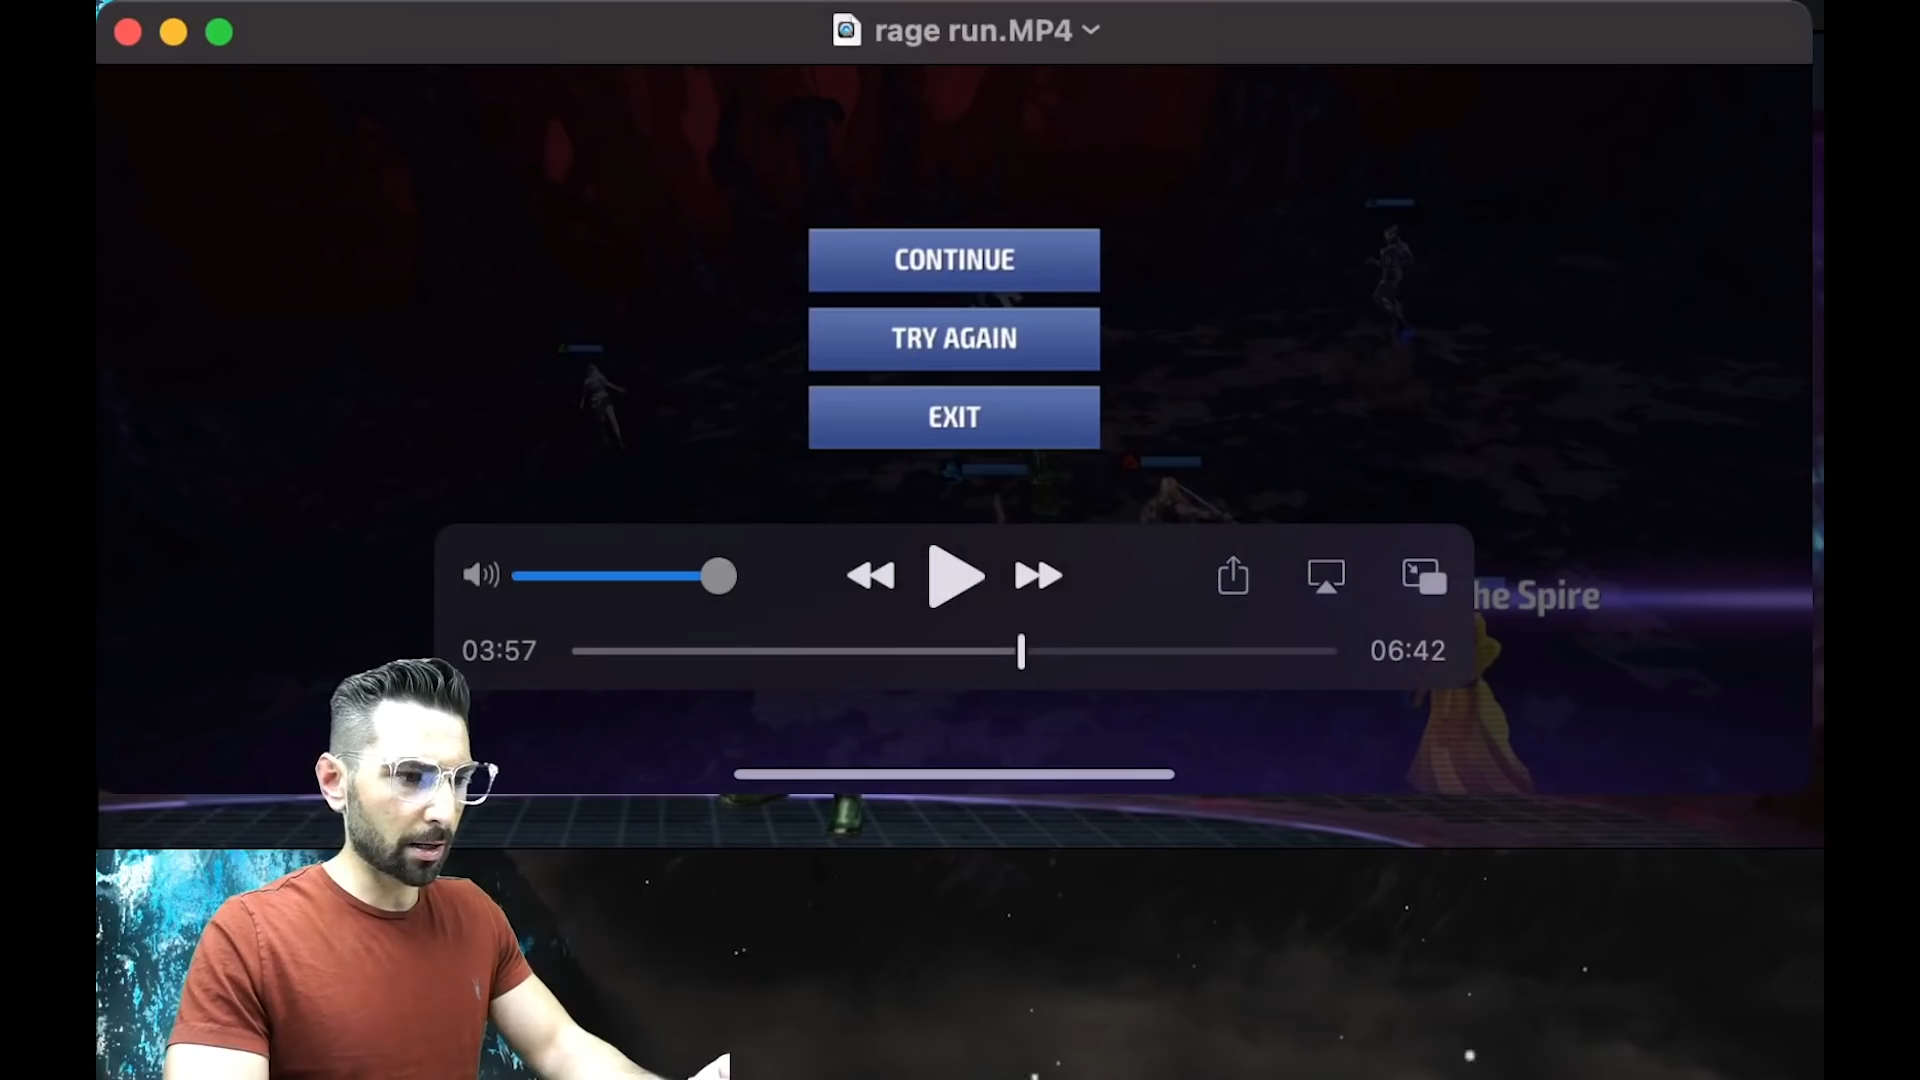 rage run.MP4
CONTINUE
TRY AGAIN
EXIT
he Spire
03:57
06:42